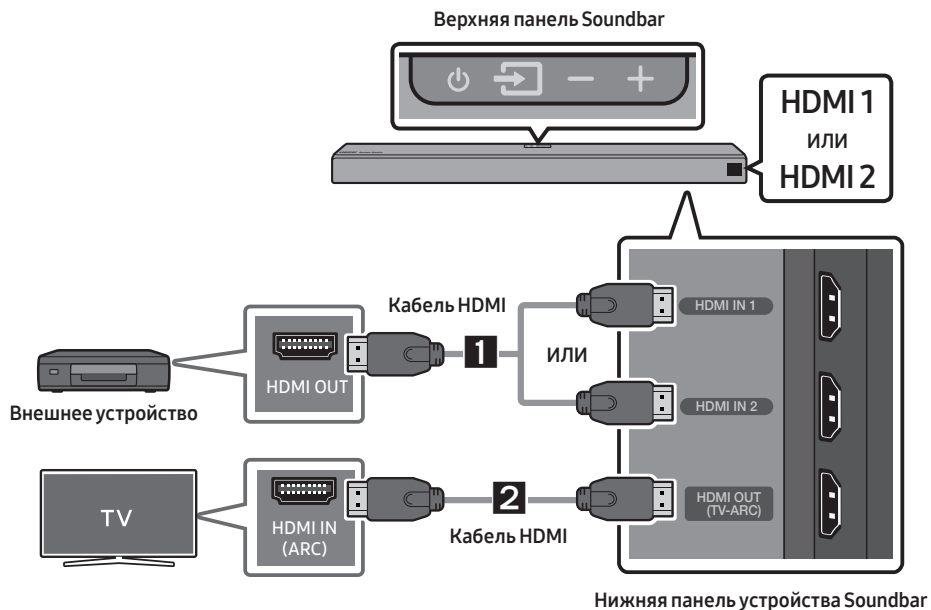 Верхняя панель Soundbar
HDMI 1
или
HDMI 2
Кабель HDMI
HDMI IN 1
1
или
HDMI OUT
Внешнее устройство
HDMI IN 2
TV
HDMI IN
(ARC)
2
Кабель HDMI
HDMI OUT
(TV-ARC)
Нижняя панель устройства Soundbar